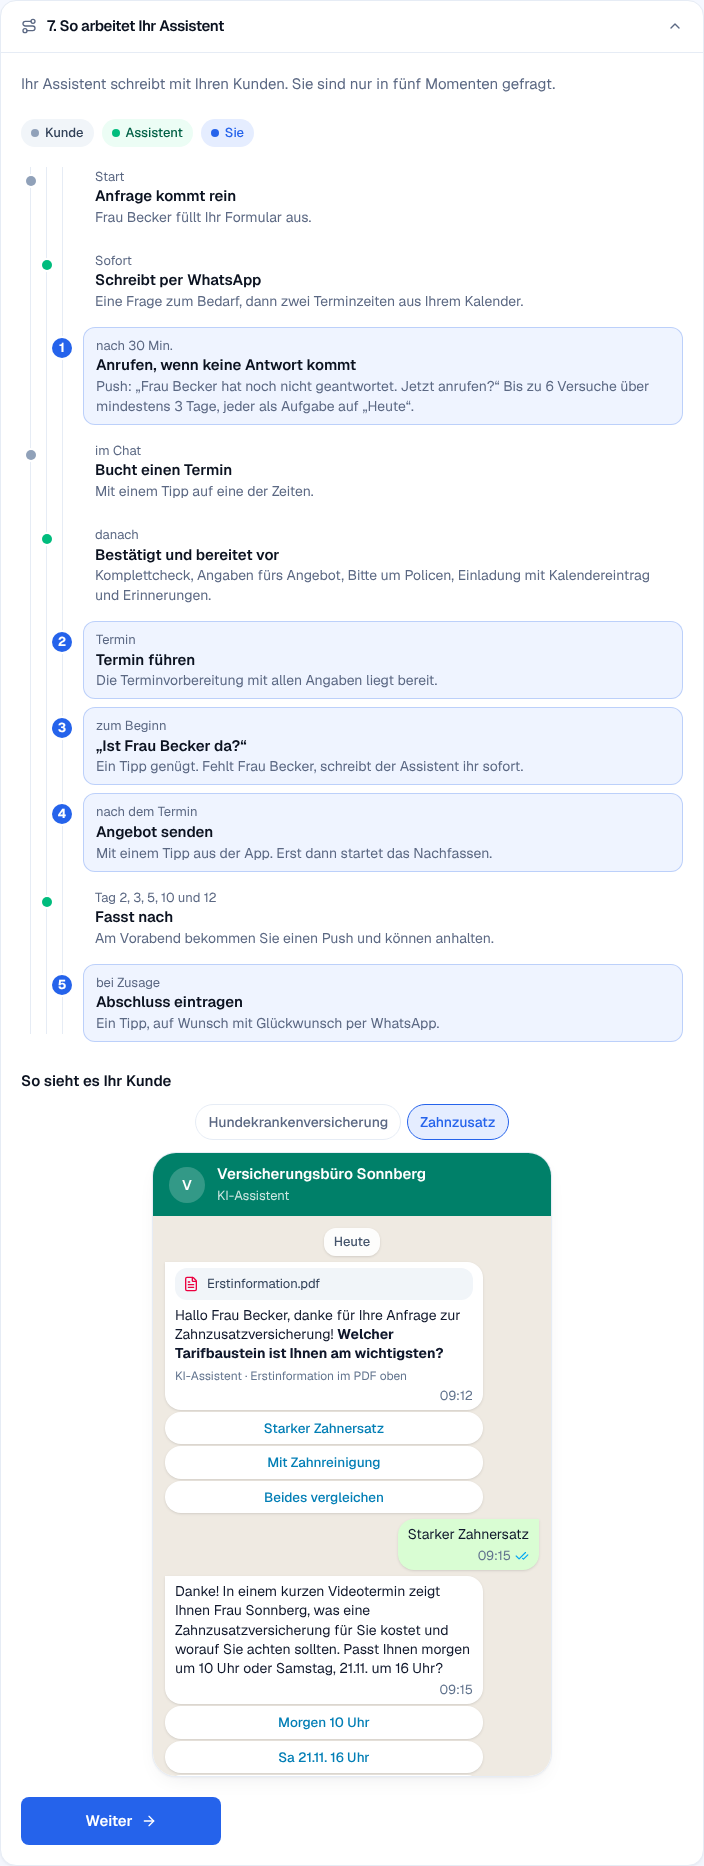 7. So arbeitet Ihr Assistent
Ihr Assistent schreibt mit Ihren Kunden. Sie sind nur in fünf Momenten gefragt.
Kunde
Assistent
Sie
Start
Anfrage kommt rein
Frau Becker füllt Ihr Formular aus.
Sofort
Schreibt per WhatsApp
Eine Frage zum Bedarf, dann zwei Terminzeiten aus Ihrem Kalender.
1
nach 30 Min.
Anrufen, wenn keine Antwort kommt
Push: „Frau Becker hat noch nicht geantwortet. Jetzt anrufen?“ Bis zu 6 Versuche über
mindestens 3 Tage, jeder als Aufgabe auf „Heute“.
im Chat
Bucht einen Termin
Mit einem Tipp auf eine der Zeiten.
danach
Bestätigt und bereitet vor
Komplettcheck, Angaben fürs Angebot, Bitte um Policen, Einladung mit Kalendereintrag
und Erinnerungen.
2
Termin
Termin führen
Die Terminvorbereitung mit allen Angaben liegt bereit.
3
zum Beginn
„Ist Frau Becker da?“
Ein Tipp genügt. Fehlt Frau Becker, schreibt der Assistent ihr sofort.
4
nach dem Termin
Angebot senden
Mit einem Tipp aus der App. Erst dann startet das Nachfassen.
Tag 2, 3, 5, 10 und 12
Fasst nach
Am Vorabend bekommen Sie einen Push und können anhalten.
5
bei Zusage
Abschluss eintragen
Ein Tipp, auf Wunsch mit Glückwunsch per WhatsApp.
So sieht es Ihr Kunde
Hundekrankenversicherung
Zahnzusatz
V
Versicherungsbüro Sonnberg
KI-Assistent
Heute
Erstinformation.pdf
Hallo Frau Becker, danke für Ihre Anfrage zur
Zahnzusatzversicherung! Welcher
Tarifbaustein ist Ihnen am wichtigsten?
KI-Assistent · Erstinformation im PDF oben
09:12
Starker Zahnersatz
Mit Zahnreinigung
Beides vergleichen
Starker Zahnersatz
09:15
Danke! In einem kurzen Videotermin zeigt
Ihnen Frau Sonnberg, was eine
Zahnzusatzversicherung für Sie kostet und
worauf Sie achten sollten. Passt Ihnen morgen
um 10 Uhr oder Samstag, 21.11. um 16 Uhr?
09:15
Morgen 10 Uhr
Sa 21.11. 16 Uhr
Weiter